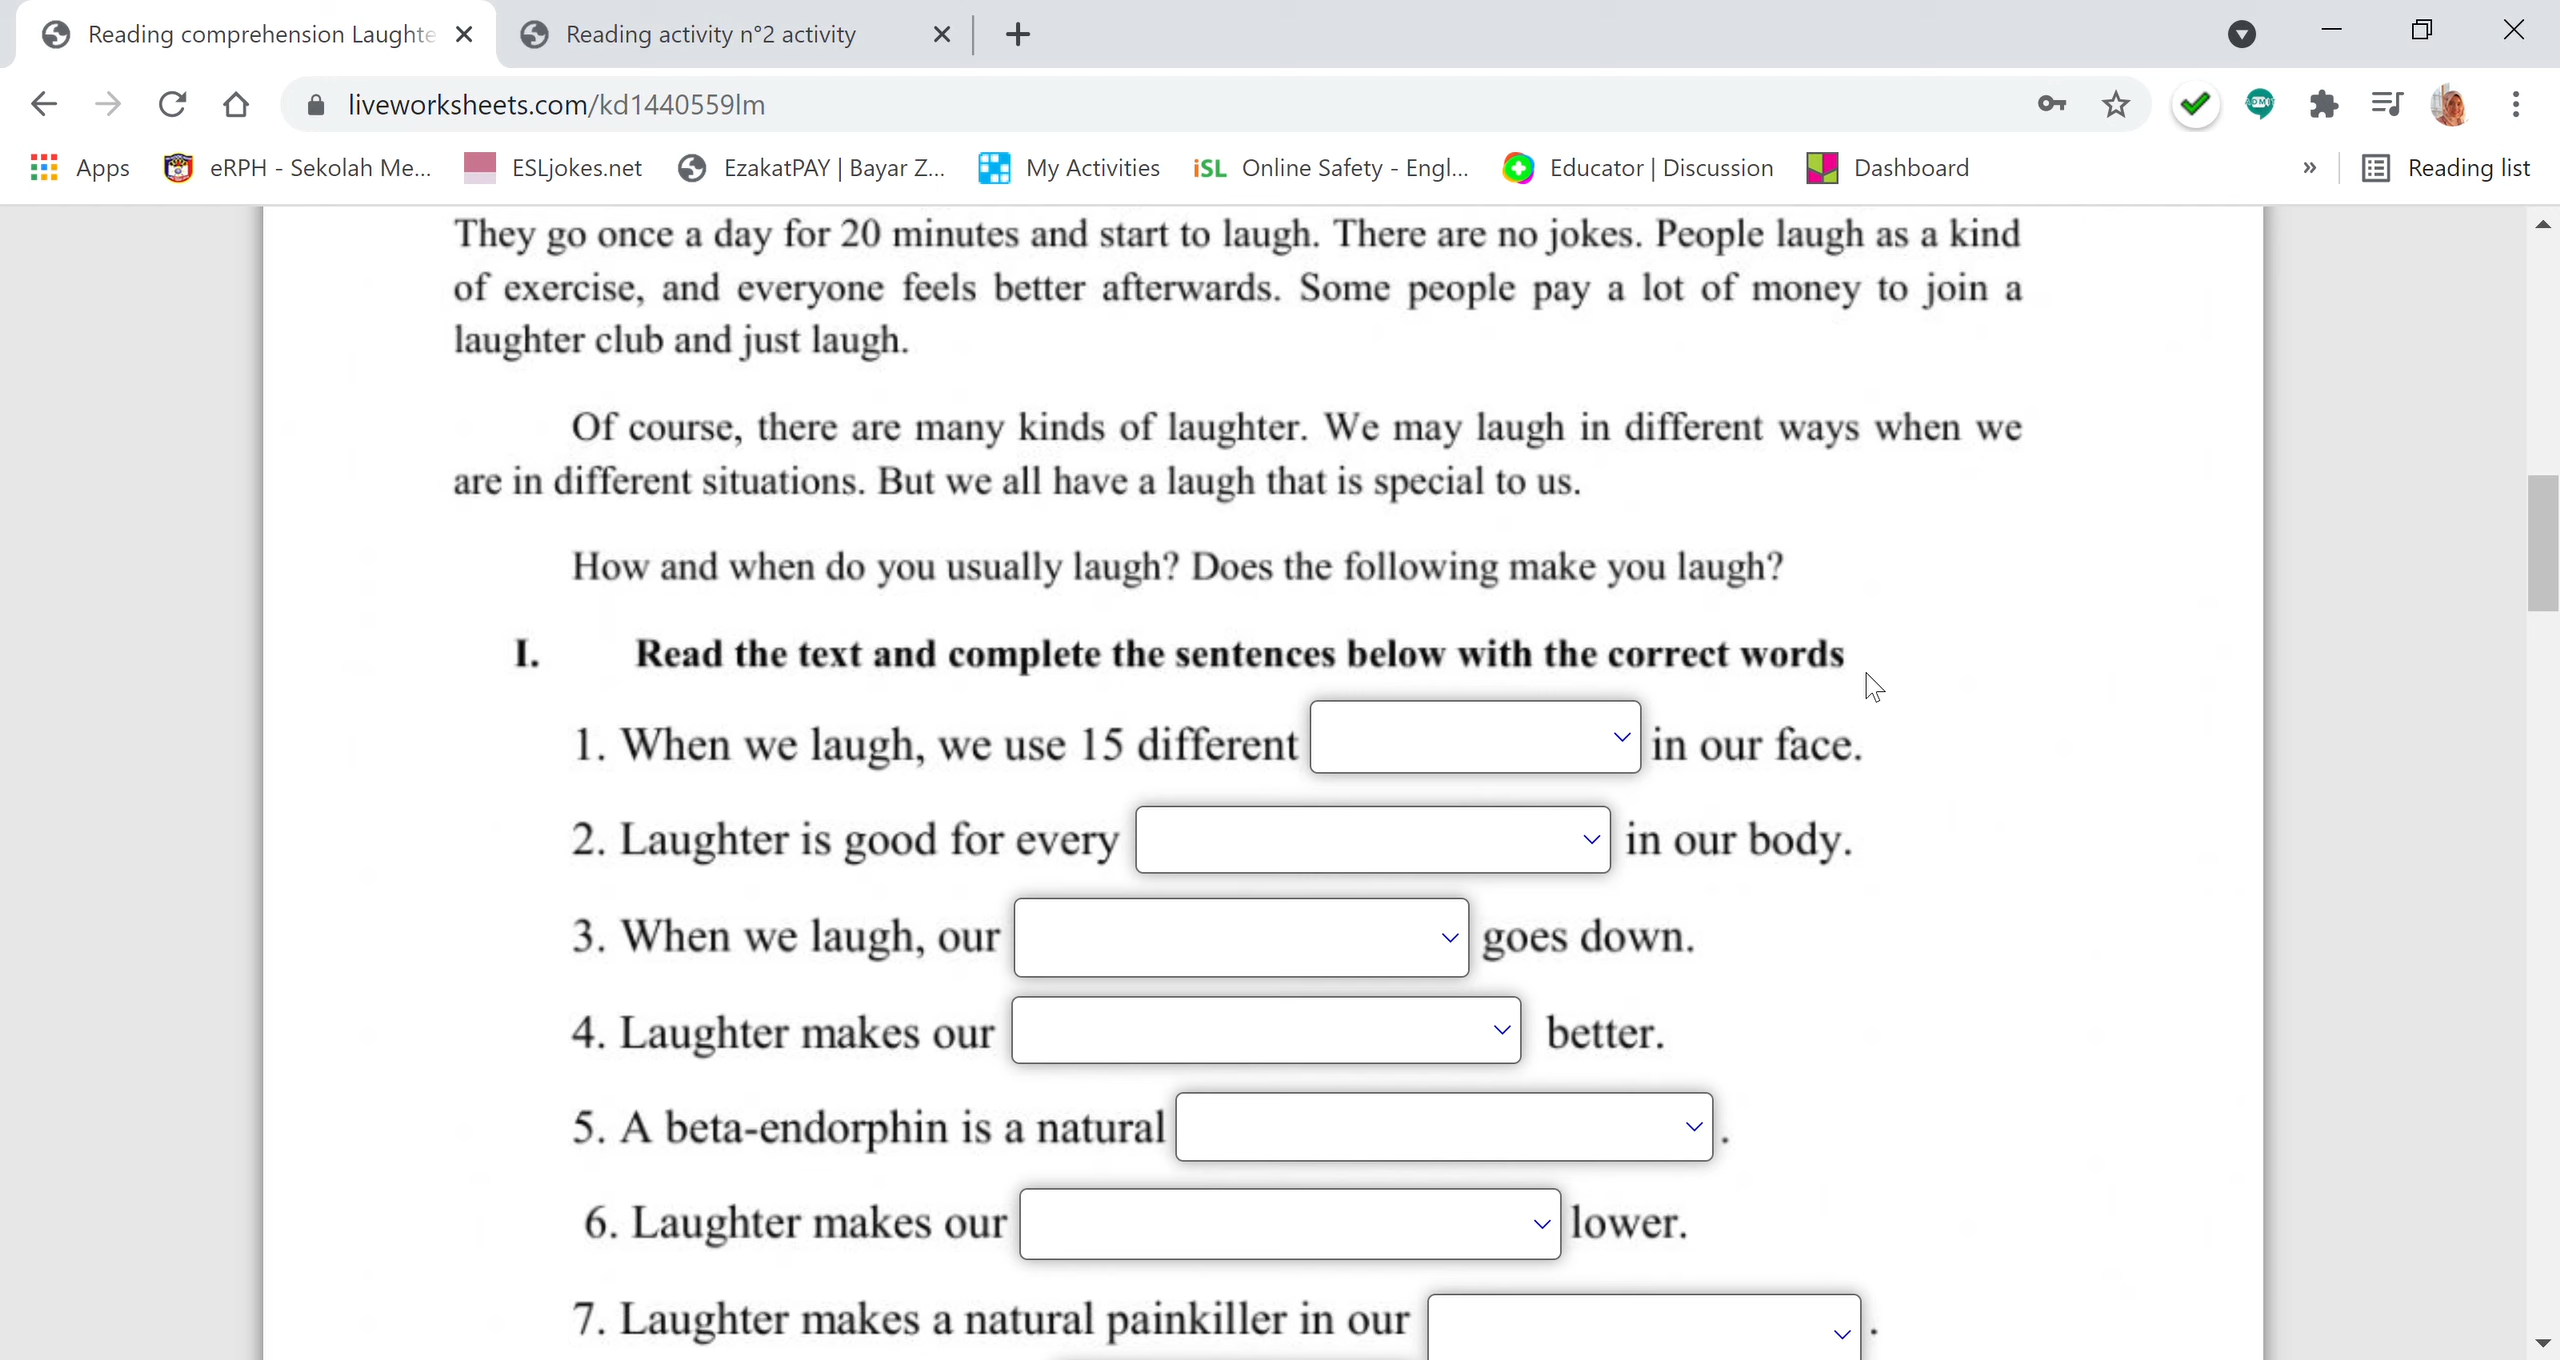 Reading comprehension Laughte
Reading activity n°2 activity
liveworksheets.com/kd1440559lm
Apps
eRPH - Sekolah Me...
ESLjokes.net
EzakatPAY | Bayar Z...
My Activities
iSL Online Safety - Engl...
Educator | Discussion
Dashboard
»
Reading list
They go once a day for 20 minutes and start to laugh. There are no jokes. People laugh as a kind
of exercise, and everyone feels better afterwards. Some people pay a lot of money to join a
laughter club and just laugh.
Of course, there are many kinds of laughter. We may laugh in different ways when we
are in different situations. But we all have a laugh that is special to us.
How and when do you usually laugh? Does the following make you laugh?
I. Read the text and complete the sentences below with the correct words
1. When we laugh, we use 15 different in our face.
2. Laughter is good for every in our body.
3. When we laugh, our goes down.
4. Laughter makes our better.
5. A beta-endorphin is a natural .
6. Laughter makes our lower.
7. Laughter makes a natural painkiller in our .